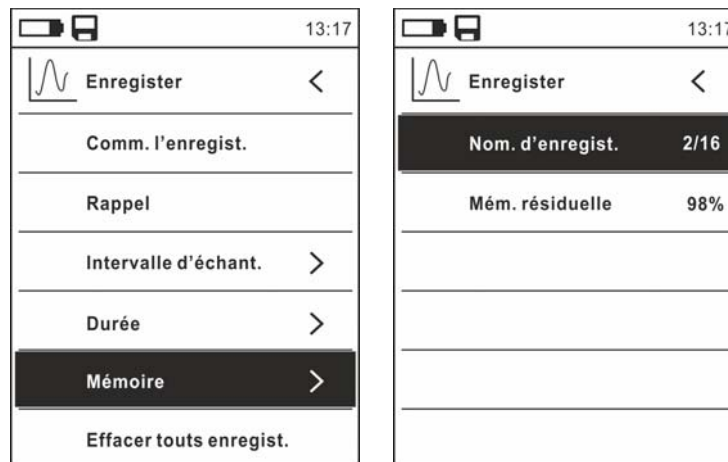 13:17
Enregister <
Comm. l'enregist.
Rappel
Intervalle d'échant. >
Durée >
Mémoire >
Effacer touts enregist.
13:17
Enregister <
Nom. d'enregist. 2/16
Mém. résiduelle 98%